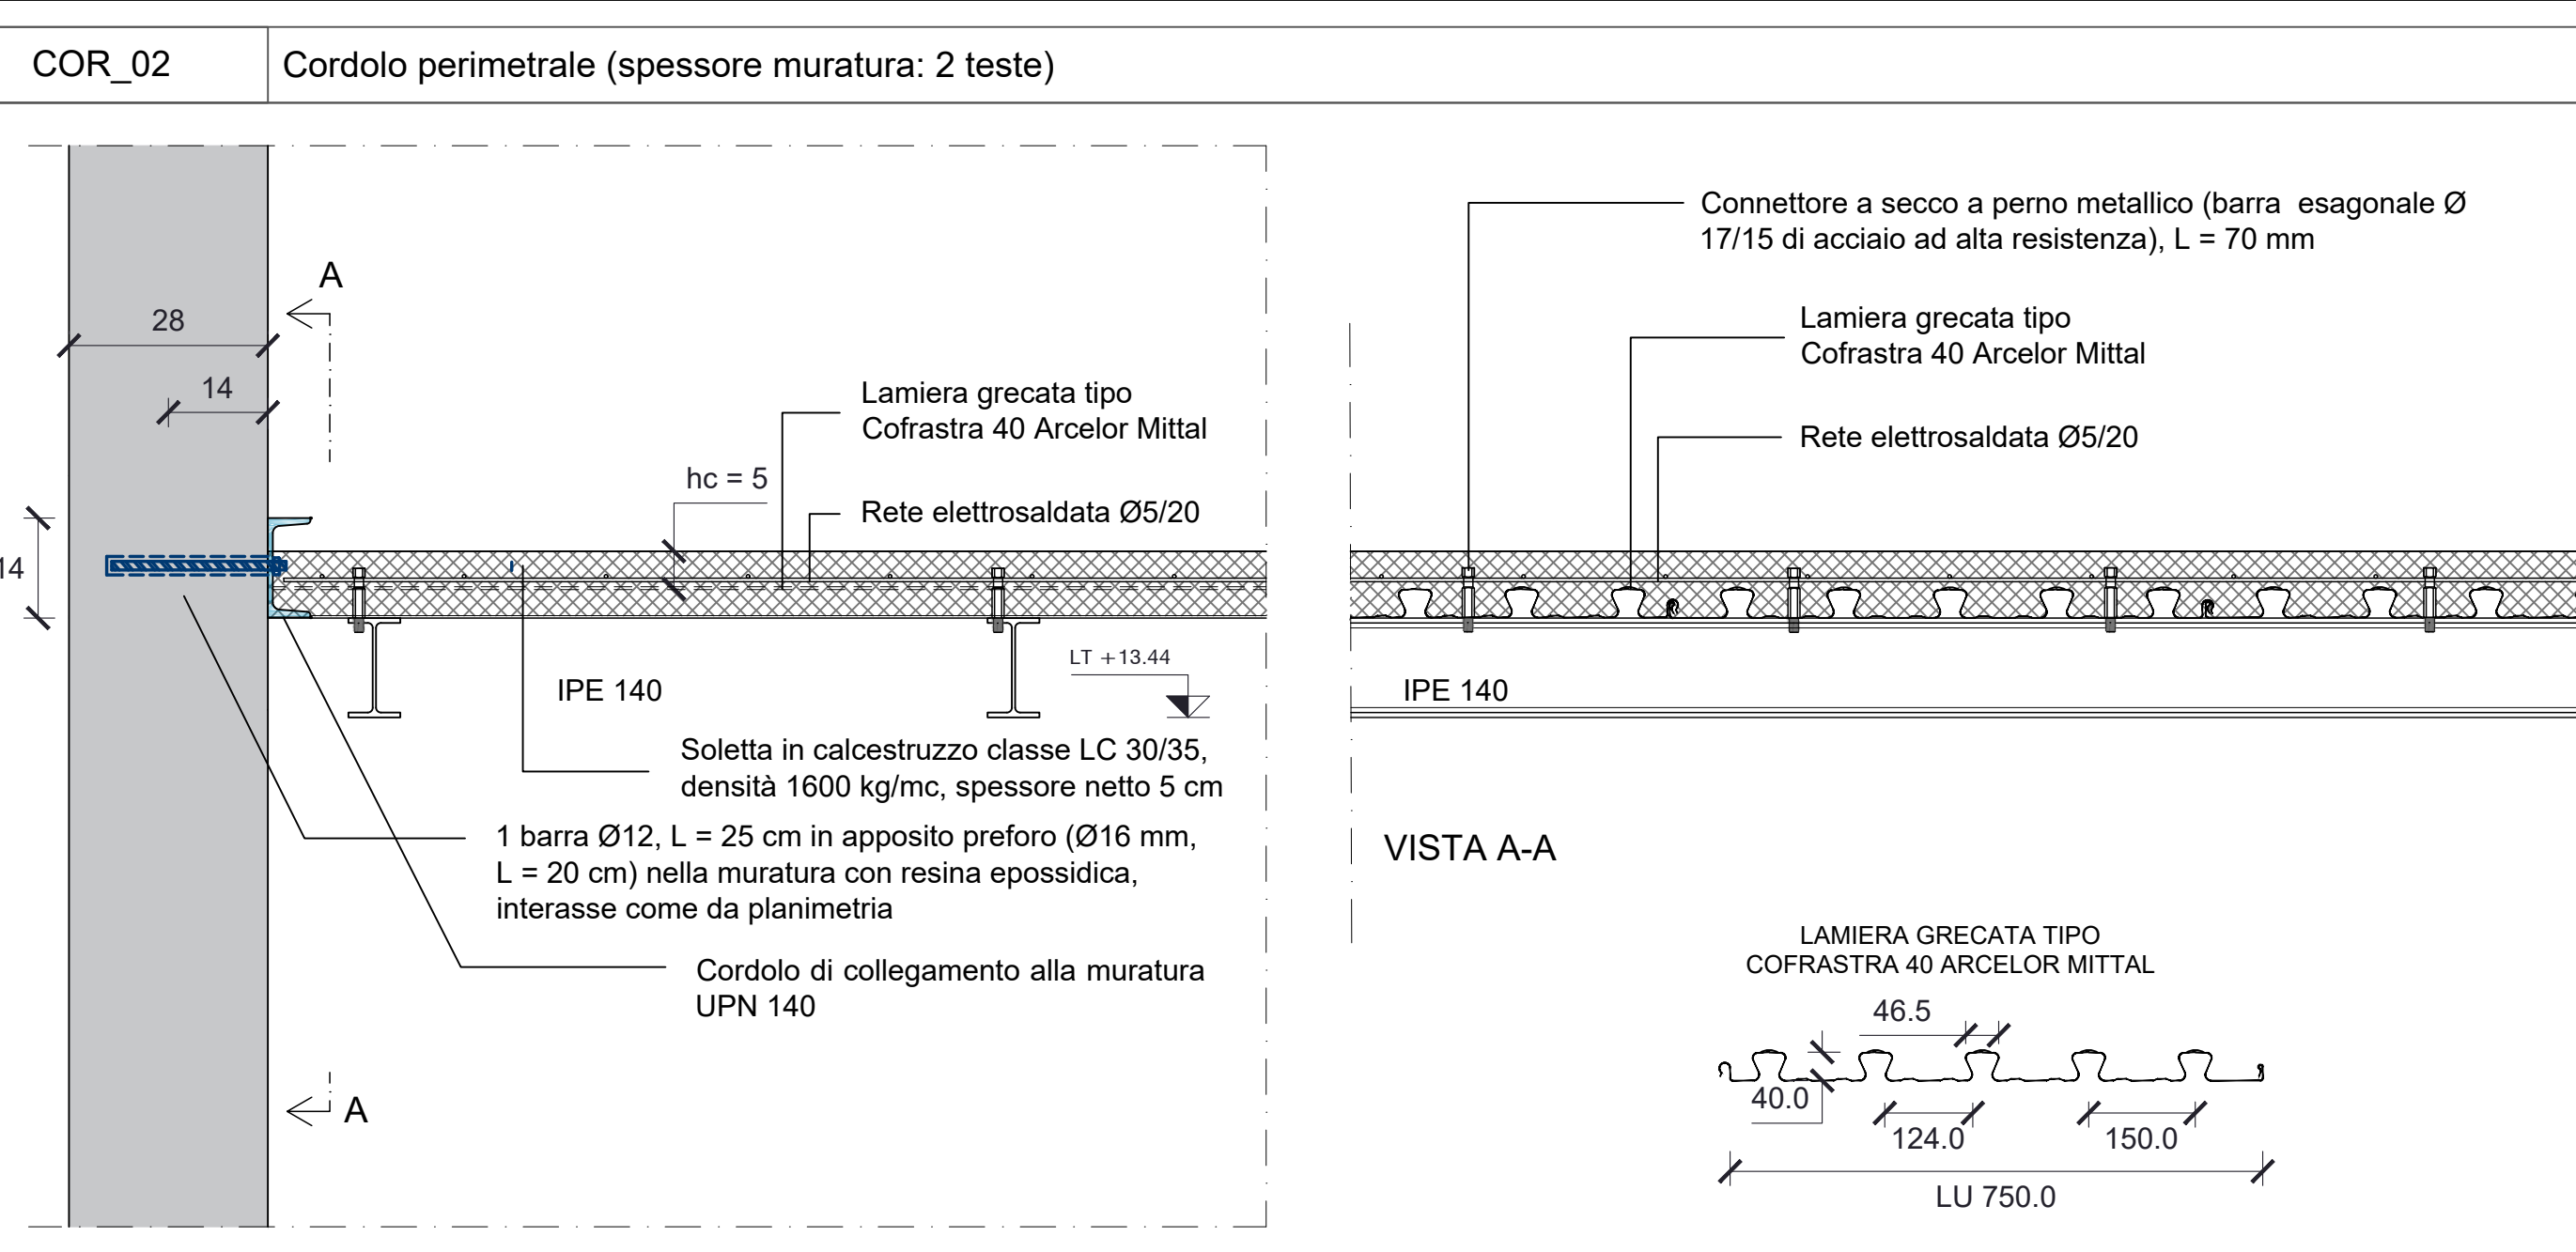 COR_02
Cordolo perimetrale (spessore muratura: 2 teste)
A
28
14
14
hc = 5
Lamiera grecata tipo
Cofrastra 40 Arcelor Mittal
Rete elettrosaldata Ø5/20
LT +13.44
IPE 140
Soletta in calcestruzzo classe LC 30/35,
densità 1600 kg/mc, spessore netto 5 cm
1 barra Ø12, L = 25 cm in apposito preforo (Ø16 mm,
L = 20 cm) nella muratura con resina epossidica,
interasse come da planimetria
Cordolo di collegamento alla muratura
UPN 140
A
Connettore a secco a perno metallico (barra esagonale Ø
17/15 di acciaio ad alta resistenza), L = 70 mm
Lamiera grecata tipo
Cofrastra 40 Arcelor Mittal
Rete elettrosaldata Ø5/20
IPE 140
VISTA A-A
LAMIERA GRECATA TIPO
COFRASTRA 40 ARCELOR MITTAL
46.5
40.0
124.0
150.0
LU 750.0